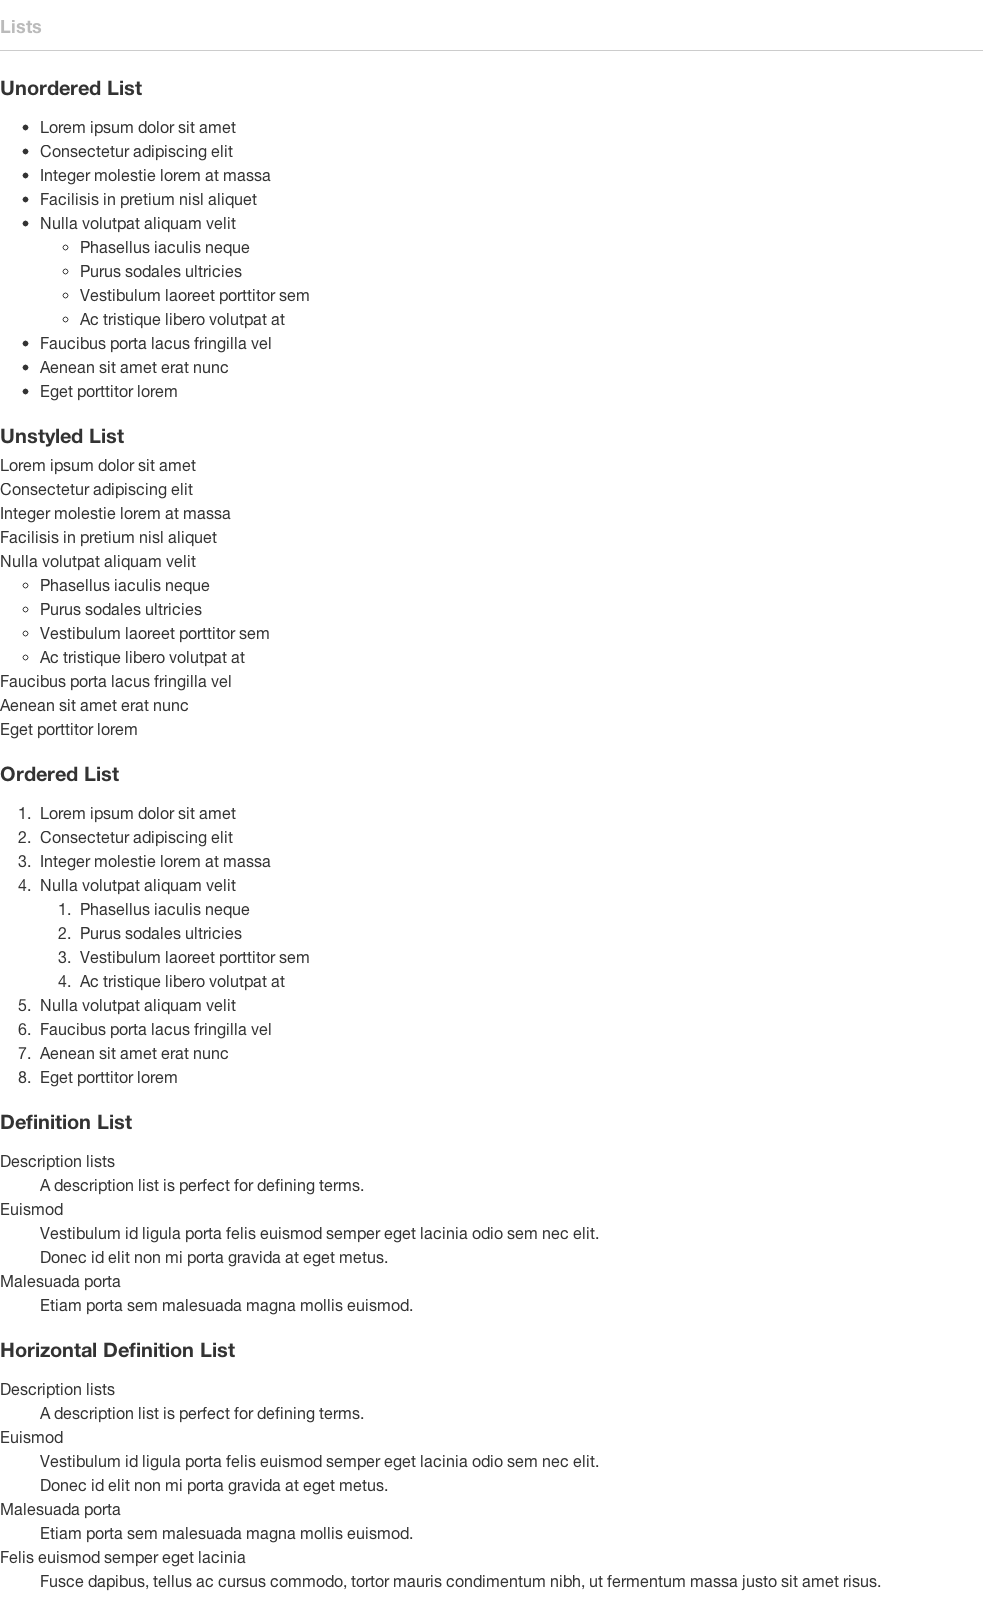 Lists
Unordered List
• Lorem ipsum dolor sit amet
• Consectetur adipiscing elit
• Integer molestie lorem at massa
• Facilisis in pretium nisl aliquet
• Nulla volutpat aliquam velit
◦ Phasellus iaculis neque
◦ Purus sodales ultricies
◦ Vestibulum laoreet porttitor sem
◦ Ac tristique libero volutpat at
• Faucibus porta lacus fringilla vel
• Aenean sit amet erat nunc
• Eget porttitor lorem
Unstyled List
Lorem ipsum dolor sit amet
Consectetur adipiscing elit
Integer molestie lorem at massa
Facilisis in pretium nisl aliquet
Nulla volutpat aliquam velit
◦ Phasellus iaculis neque
◦ Purus sodales ultricies
◦ Vestibulum laoreet porttitor sem
◦ Ac tristique libero volutpat at
Faucibus porta lacus fringilla vel
Aenean sit amet erat nunc
Eget porttitor lorem
Ordered List
1. Lorem ipsum dolor sit amet
2. Consectetur adipiscing elit
3. Integer molestie lorem at massa
4. Nulla volutpat aliquam velit
1. Phasellus iaculis neque
2. Purus sodales ultricies
3. Vestibulum laoreet porttitor sem
4. Ac tristique libero volutpat at
5. Nulla volutpat aliquam velit
6. Faucibus porta lacus fringilla vel
7. Aenean sit amet erat nunc
8. Eget porttitor lorem
Definition List
Description lists
A description list is perfect for defining terms.
Euismod
Vestibulum id ligula porta felis euismod semper eget lacinia odio sem nec elit.
Donec id elit non mi porta gravida at eget metus.
Malesuada porta
Etiam porta sem malesuada magna mollis euismod.
Horizontal Definition List
Description lists
A description list is perfect for defining terms.
Euismod
Vestibulum id ligula porta felis euismod semper eget lacinia odio sem nec elit.
Donec id elit non mi porta gravida at eget metus.
Malesuada porta
Etiam porta sem malesuada magna mollis euismod.
Felis euismod semper eget lacinia
Fusce dapibus, tellus ac cursus commodo, tortor mauris condimentum nibh, ut fermentum massa justo sit amet risus.